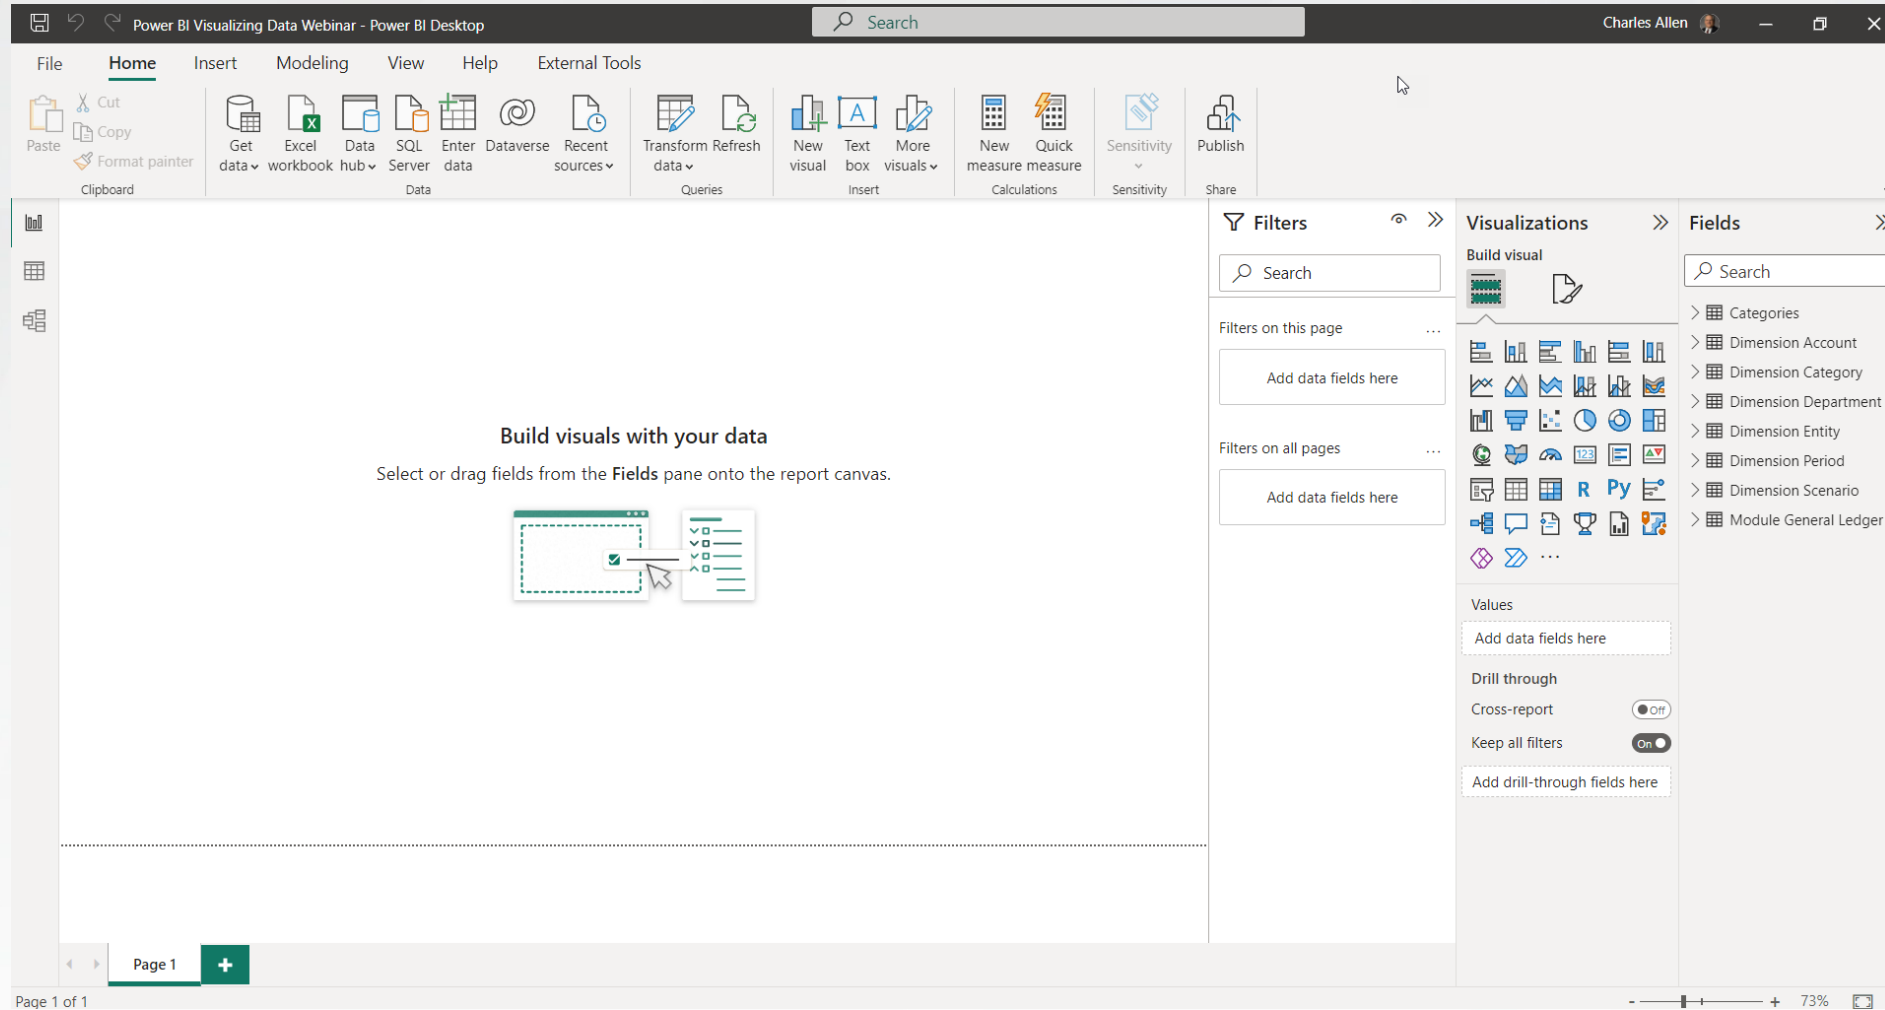 Power BI Visualizing Data Webinar - Power BI Desktop
Search
Charles Allen
File
Home
Insert
Modeling
View
Help
External Tools
Paste
Cut
Copy
Format painter
Clipboard
Get
data
Excel
workbook
Data
hub
SQL
Server
Enter
data
Dataverse
Recent
sources
Data
Transform
data
Refresh
Queries
New
visual
Text
box
More
visuals
Insert
New
measure
Quick
measure
Calculations
Sensitivity
Sensitivity
Publish
Share
Build visuals with your data
Select or drag fields from the Fields pane onto the report canvas.
Filters
Search
Filters on this page
...
Add data fields here
Filters on all pages
...
Add data fields here
Visualizations
Build visual
123
R
Py
...
Values
Add data fields here
Drill through
Cross-report
Off
Keep all filters
On
Add drill-through fields here
Fields
Search
Categories
Dimension Account
Dimension Category
Dimension Department
Dimension Entity
Dimension Period
Dimension Scenario
Module General Ledger
Page 1
+
Page 1 of 1
- + 73%